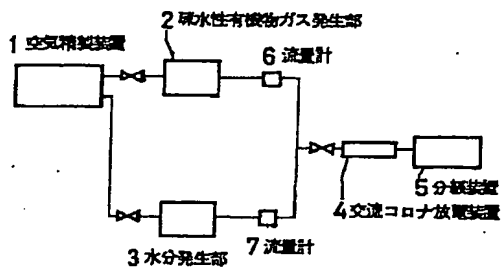 1 空気精製装置
2 疎水性有機物ガス発生部
6 流量計
5 分級装置
4 交流コロナ放電装置
3 水分発生部
7 流量計